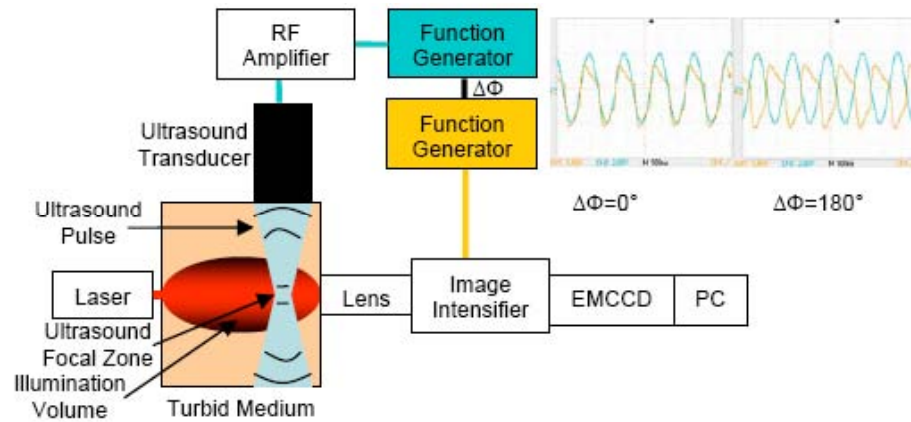 RF
Amplifier
Function
Generator
ΔΦ
Function
Generator
Ultrasound
Transducer
Ultrasound
Pulse
Laser
Lens
Image
Intensifier
EMCCD
PC
Ultrasound
Focal Zone
Illumination
Volume
Turbid Medium
ΔΦ=0°
ΔΦ=180°